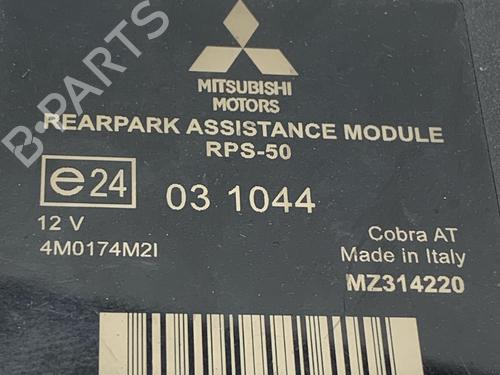 B-PARTS
MITSUBISHI
MOTORS
REARPARK ASSISTANCE MODULE
RPS-50
e24 03 1044
12 V
4M0174M2I
Cobra AT
Made in Italy
MZ314220